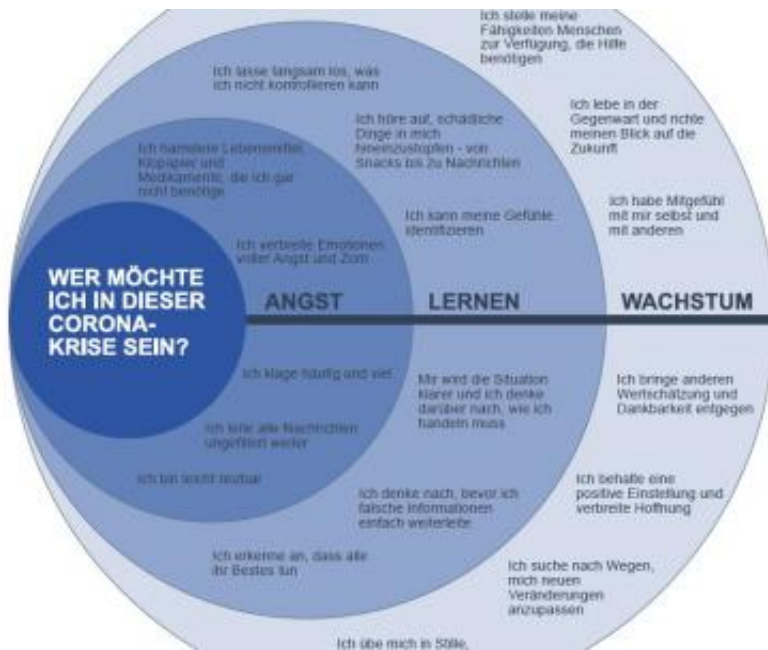 Ich stelle meine
Fähigkeiten Menschen
zur Verfügung, die Hilfe
benötigen
Ich lasse langsam los, was
ich nicht kontrollieren kann
Ich lebe in der
Gegenwart und richte
meinen Blick auf die
Zukunft
Ich höre auf, schädliche
Dinge in mich
hineinzustopfen - von
Snacks bis zu Nachrichten
Ich hamstere Lebensmittel,
Klopapier und
Medikamente, die ich gar
nicht benötige
Ich habe Mitgefühl
mit mir selbst und
mit anderen
Ich kann meine Gefühle
identifizieren
Ich verbreite Emotionen
voller Angst und Zorn
WER MÖCHTE
ICH IN DIESER
CORONA-
KRISE SEIN?
ANGST
LERNEN
WACHSTUM
Ich klage häufig und viel
Mir wird die Situation
klarer und ich denke
darüber nach, wie ich
handeln muss
Ich bringe anderen
Wertschätzung und
Dankbarkeit entgegen
Ich leite alle Nachrichten
ungefiltert weiter
Ich bin leicht reizbar
Ich denke nach, bevor ich
falsche Informationen
einfach weiterleite
Ich behalte eine
positive Einstellung und
verbreite Hoffnung
Ich erkenne an, dass alle
ihr Bestes tun
Ich suche nach Wegen,
mich neuen
Veränderungen
anzupassen
Ich übe mich in Stille,